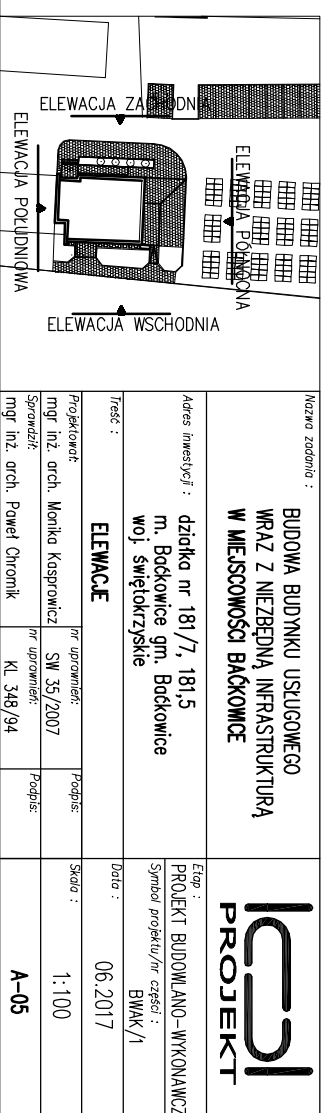 ELEWACJA ZACHODNIA
ELEWACJA POŁUDNIOWA
ELEWACJA PÓŁNOCNA
ELEWACJA WSCHODNIA
Nazwa zadania :
BUDOWA BUDYNKU USŁUGOWEGO
WRAZ Z NIEZBĘDNĄ INFRASTRUKTURĄ
W MIEJSCOWOŚCI BAĆKOWICE
Adres inwestycji :
działka nr 181/7, 181,5
m. Baćkowice gm. Baćkowice
woj. świętokrzyskie
Treść :
ELEWACJE
Projektował:
mgr inż. arch. Monika Kasprowicz
nr uprawnień:
SW 35/2007
Podpis:
Sprawdził:
mgr inż. arch. Paweł Chromik
nr uprawnień:
KL 348/94
Podpis:
PROJEKT
Etap :
PROJEKT BUDOWLANO-WYKONAWCZ
Symbol projektu/nr części :
BWAK/1
Data :
06.2017
Skala :
1:100
A-05